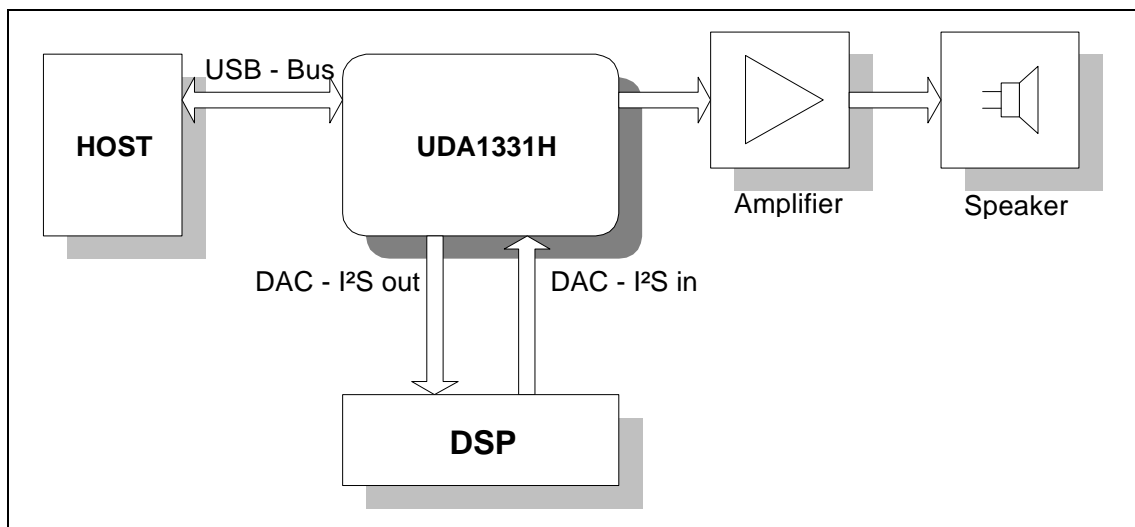 USB - Bus
HOST
UDA1331H
Amplifier
Speaker
DAC - I²S out
DAC - I²S in
DSP